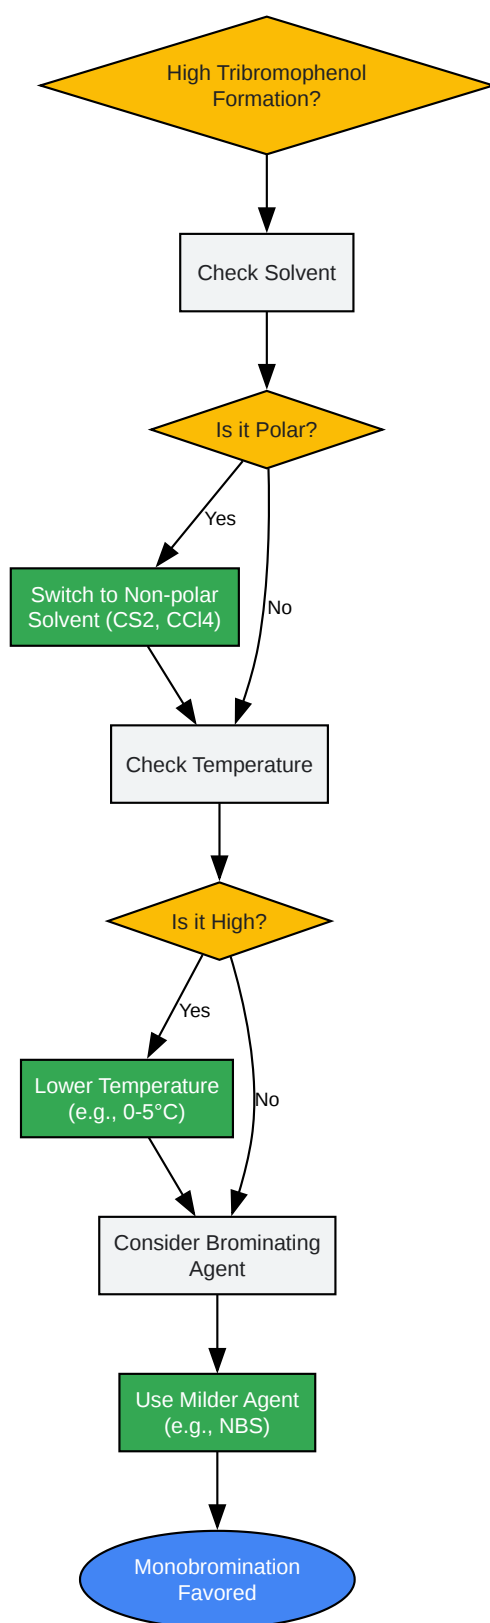 High Tribromophenol
Formation?
Check Solvent
Is it Polar?
Yes
Switch to Non-polar
Solvent (CS2, CCl4)
No
Check Temperature
Is it High?
Yes
Lower Temperature
(e.g., 0-5°C)
No
Consider Brominating
Agent
Use Milder Agent
(e.g., NBS)
Monobromination
Favored